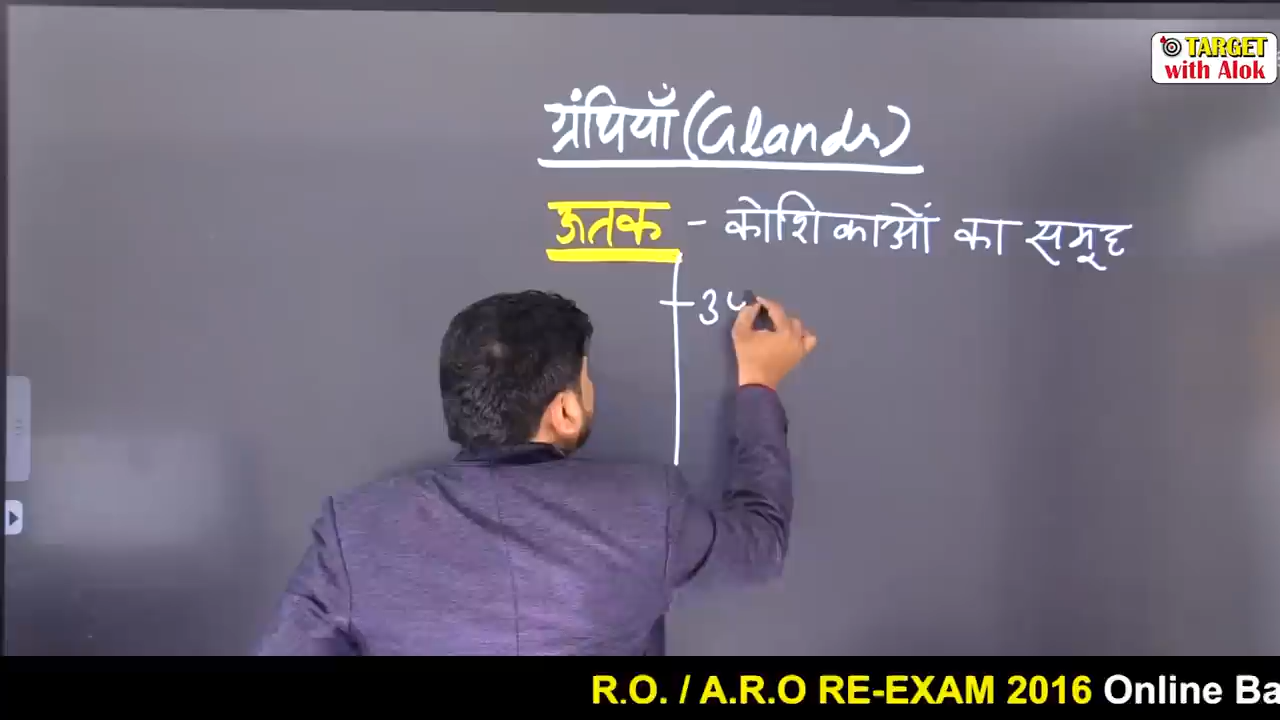 TARGET
with Alok
ग्रंथियाँ (Glands)
ऊतक - कोशिकाओं का समूह
R.O. / A.R.O RE-EXAM 2016 Online Ba